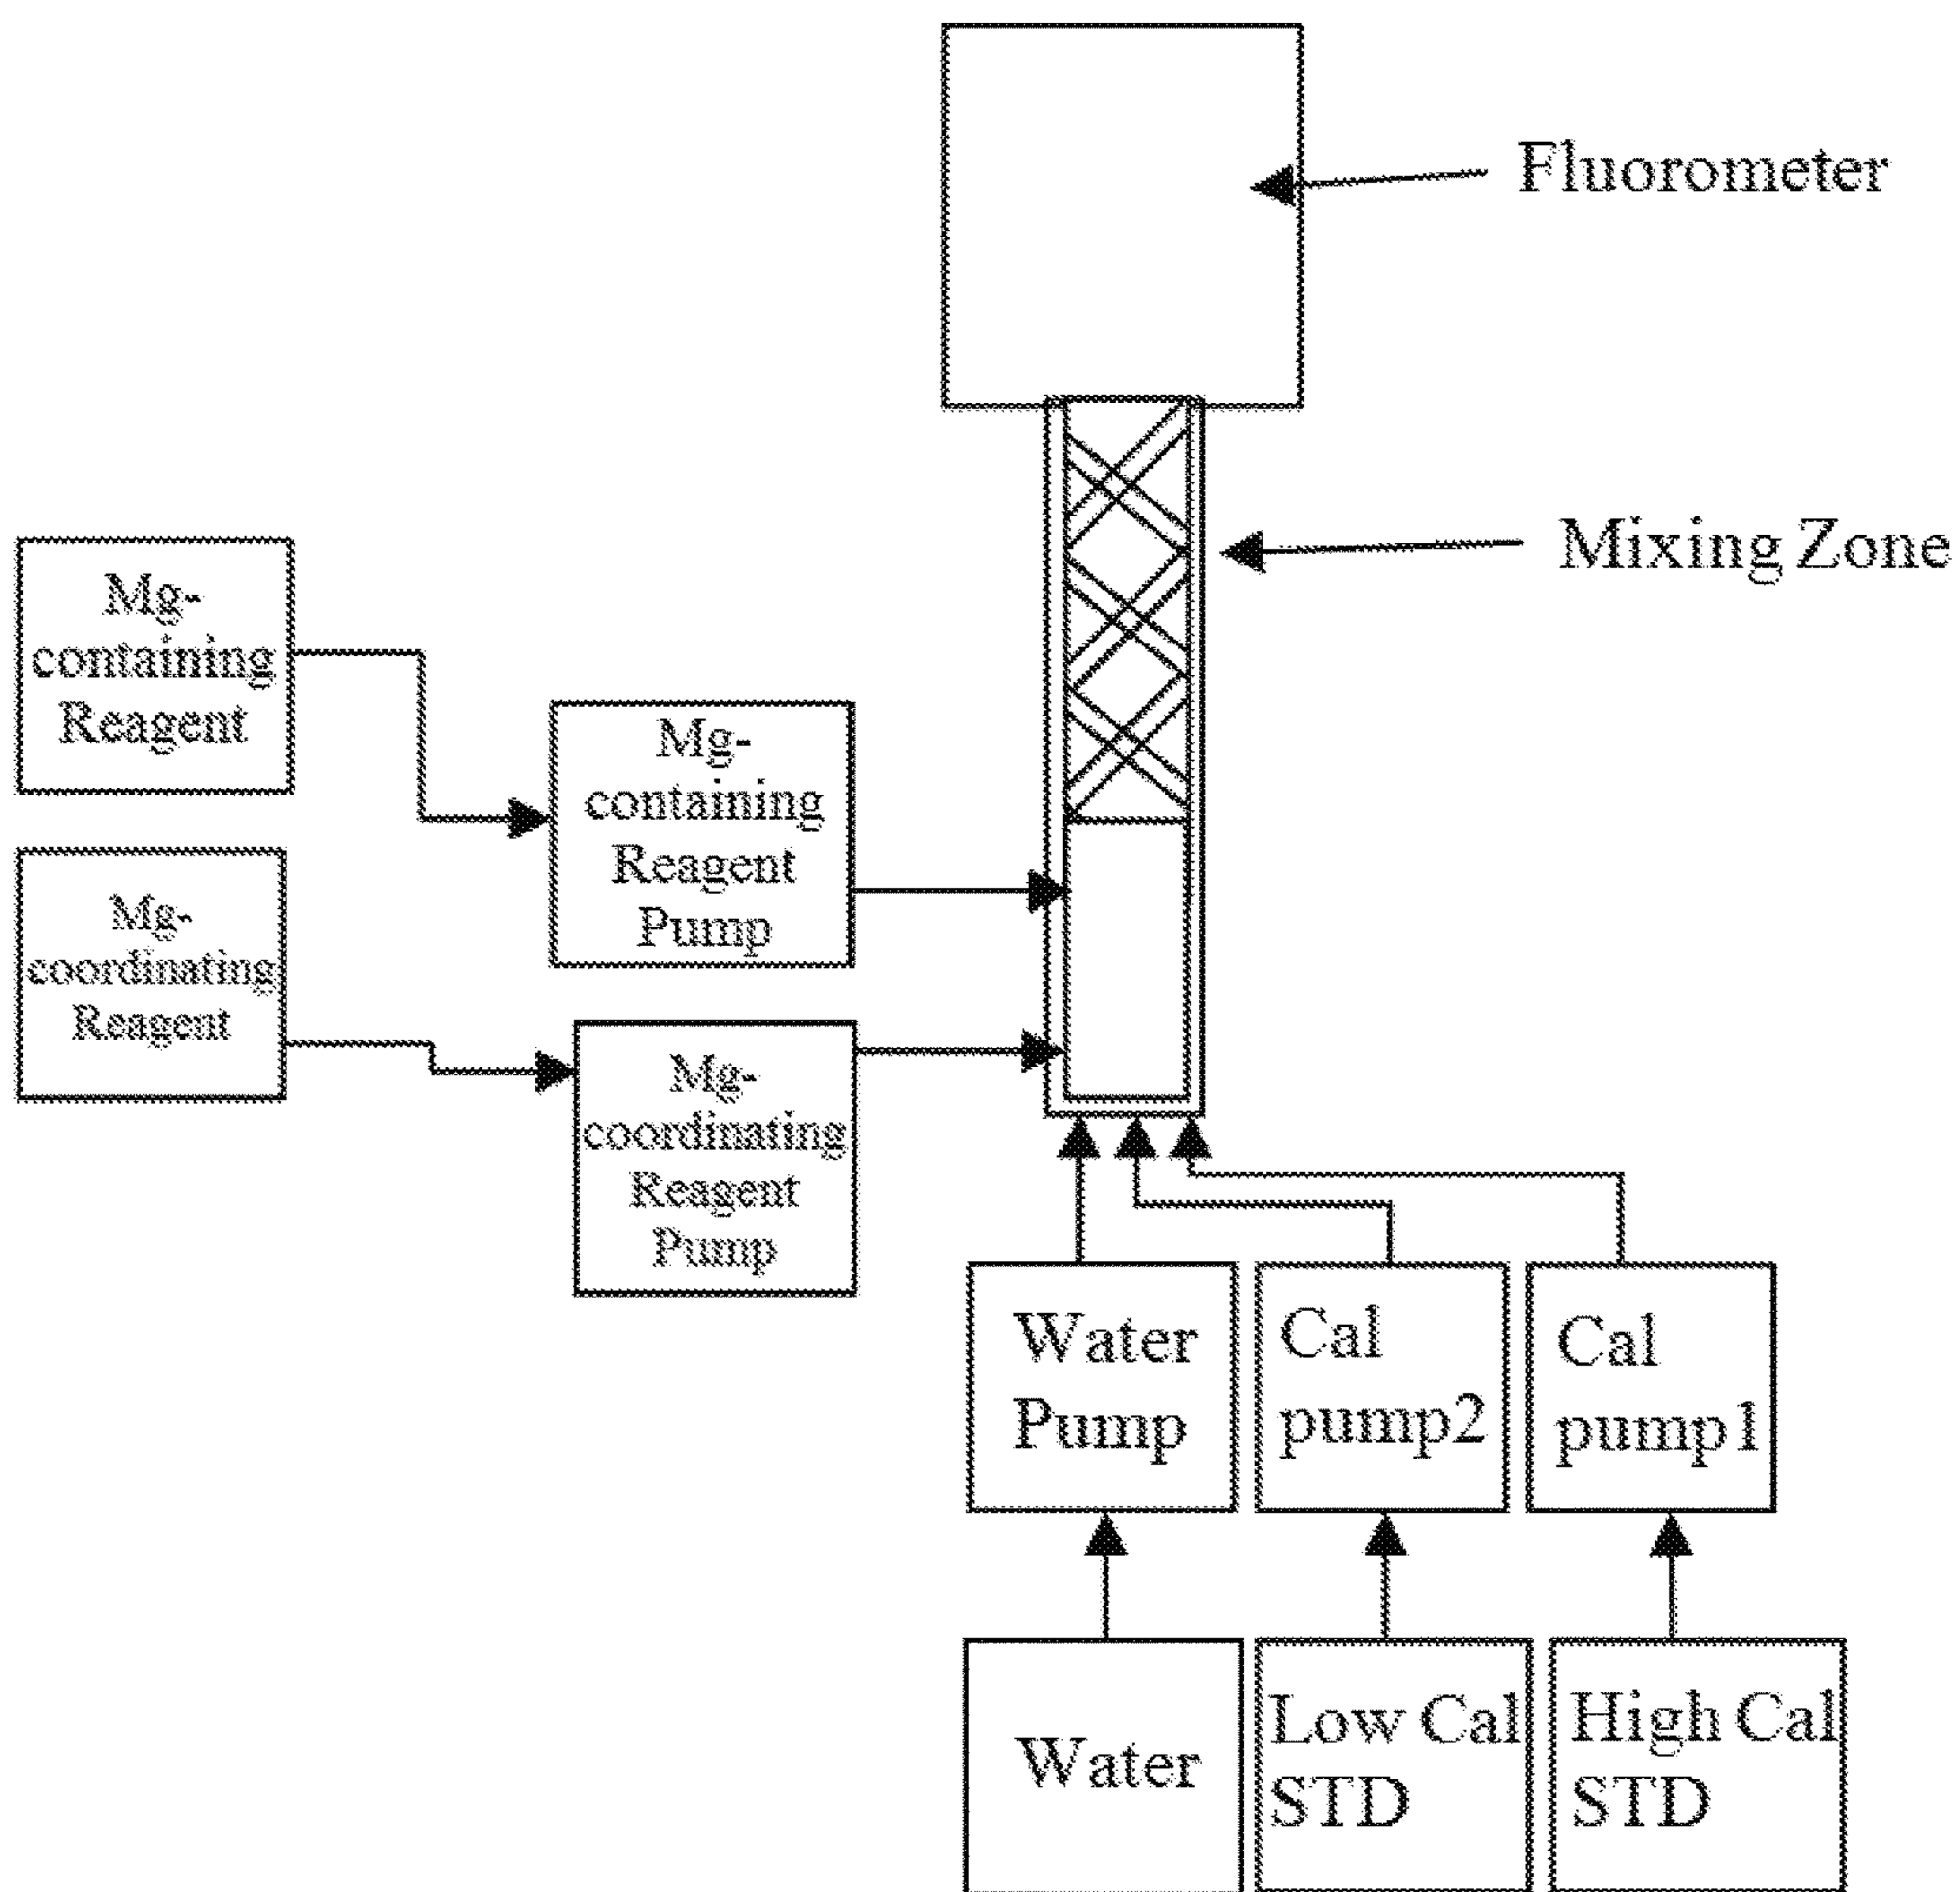 Fluorometer
Mixing Zone
Mg-
containing
Reagent
Mg-
containing
Reagent
Pump
Mg-
coordinating
Reagent
Mg-
coordinating
Reagent
Pump
Water
Pump
Cal
pump2
Cal
pump1
Water
Low Cal
STD
High Cal
STD